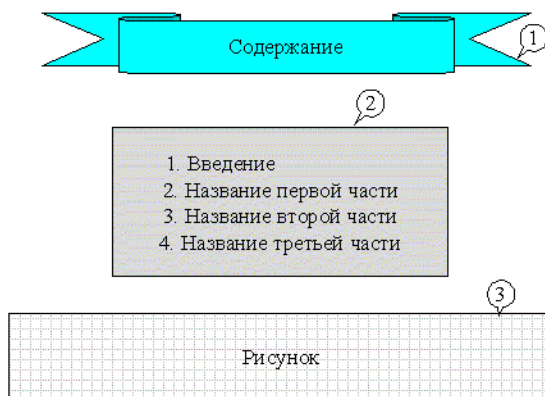 Содержание
1
2
1. Введение
2. Название первой части
3. Название второй части
4. Название третьей части
3
Рисунок